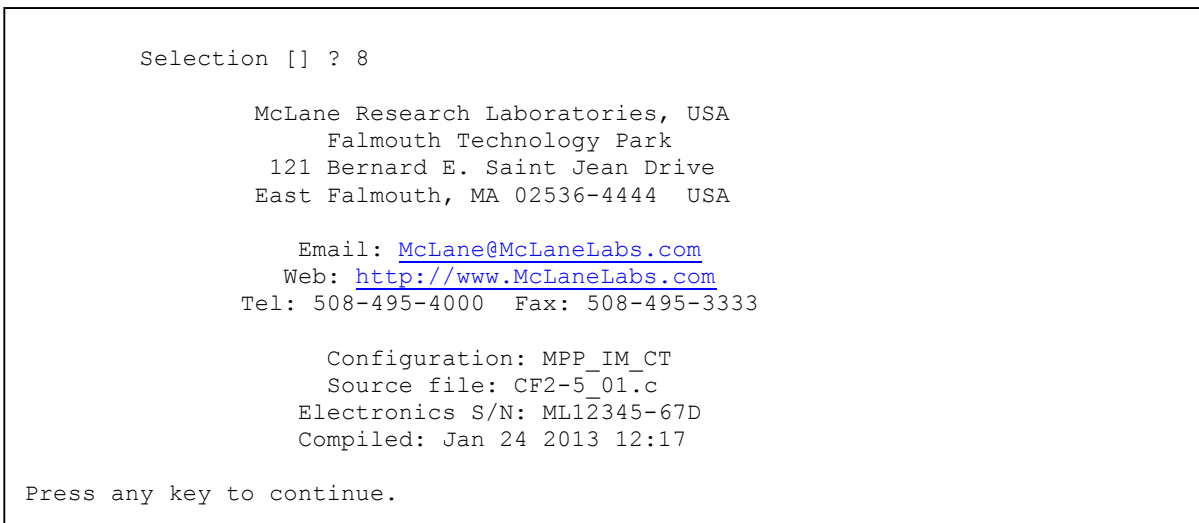 Selection [] ? 8
McLane Research Laboratories, USA
Falmouth Technology Park
121 Bernard E. Saint Jean Drive
East Falmouth, MA 02536-4444 USA
Email: McLane@McLaneLabs.com
Web: http://www.McLaneLabs.com
Tel: 508-495-4000 Fax: 508-495-3333
Configuration: MPP_IM_CT
Source file: CF2-5_01.c
Electronics S/N: ML12345-67D
Compiled: Jan 24 2013 12:17
Press any key to continue.